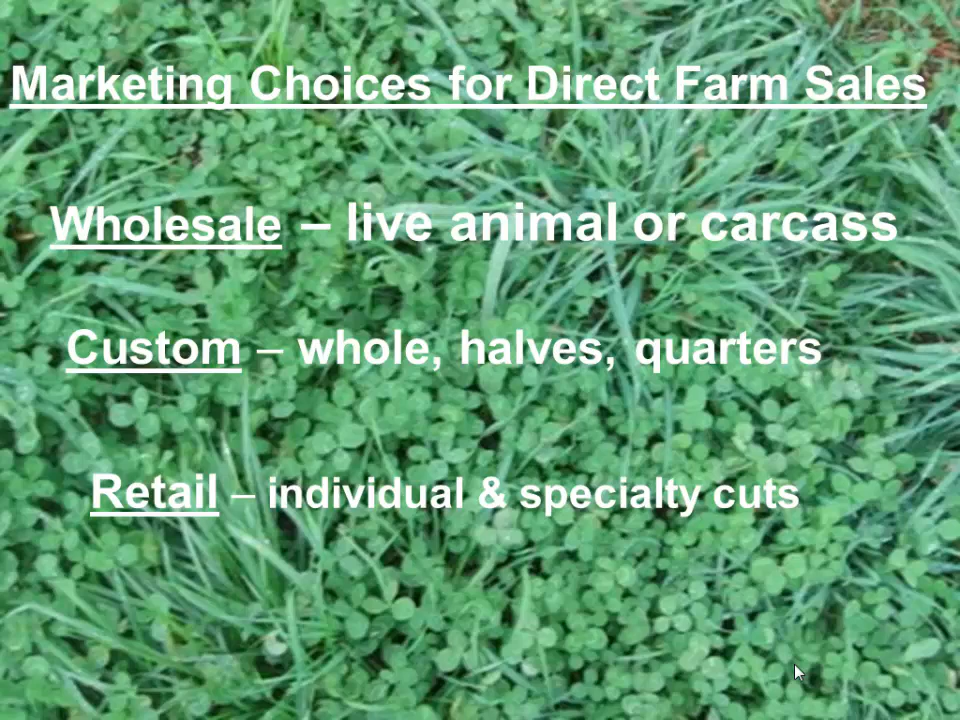 Marketing Choices for Direct Farm Sales
Wholesale – live animal or carcass
Custom – whole, halves, quarters
Retail – individual & specialty cuts